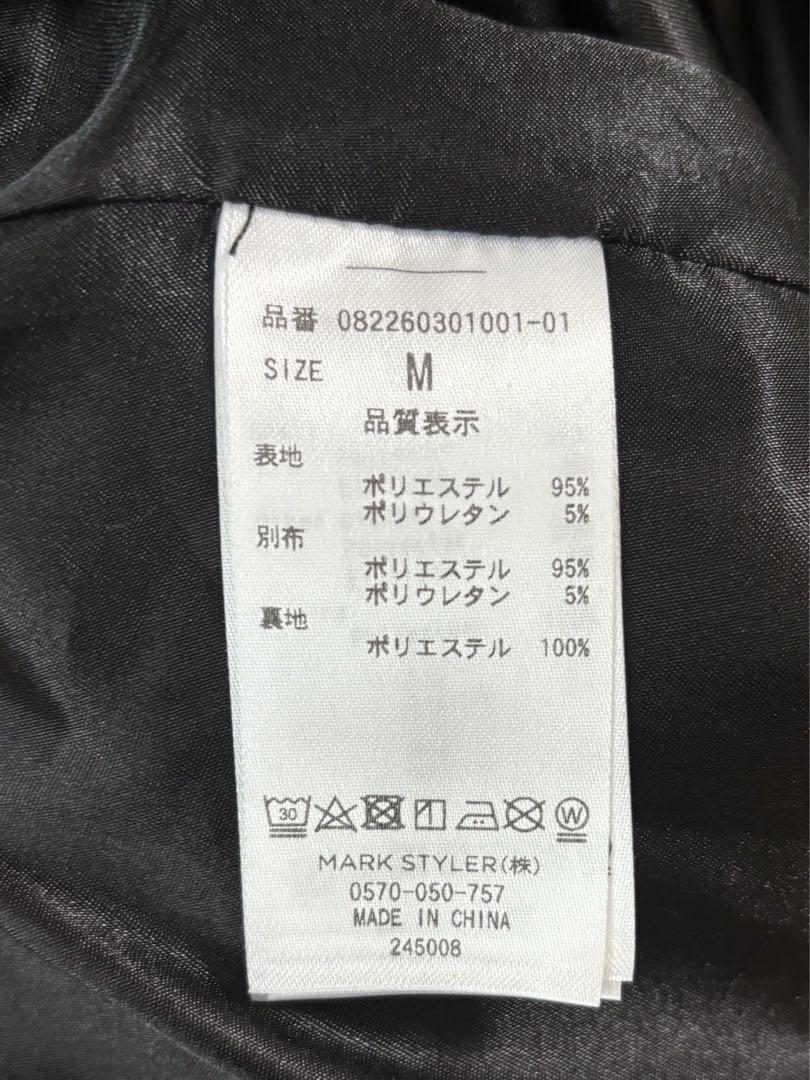 品番 082260301001-01
SIZE M
品質表示
表地
ポリエステル 95%
ポリウレタン 5%
別布
ポリエステル 95%
ポリウレタン 5%
裏地
ポリエステル 100%
30 W
MARK STYLER(株)
0570-050-757
MADE IN CHINA
245008